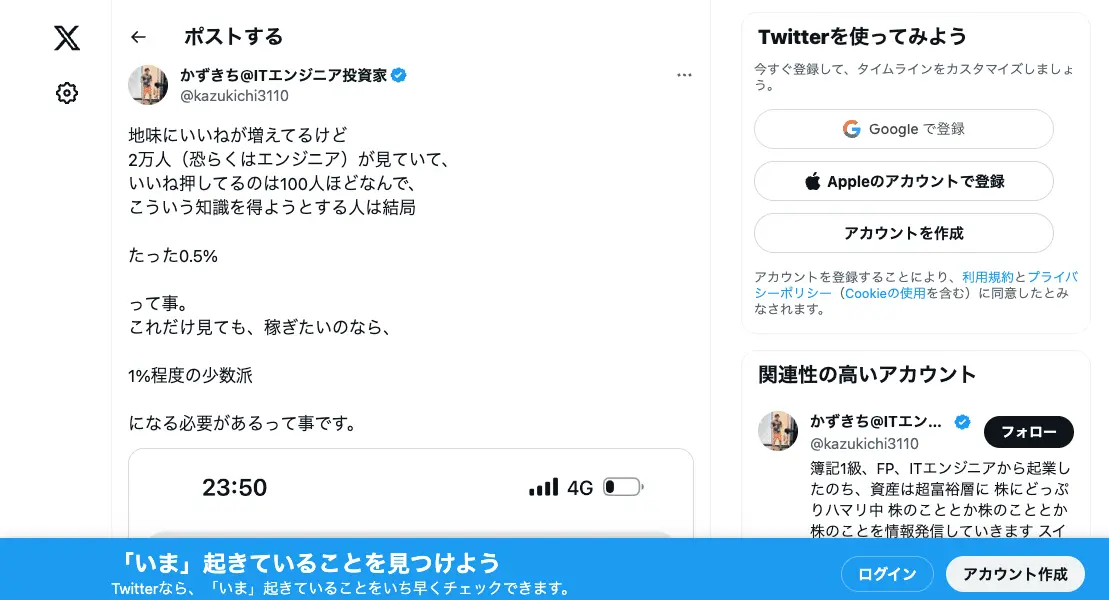 ポストする
かずきち@ITエンジニア投資家
@kazukichi3110
地味にいいねが増えてるけど
2万人（恐らくはエンジニア）が見ていて、
いいね押してるのは100人ほどなんで、
こういう知識を得ようとする人は結局
たった0.5%
って事。
これだけ見ても、稼ぎたいのなら、
1%程度の少数派
になる必要があるって事です。
23:50
4G
Twitterを使ってみよう
今すぐ登録して、タイムラインをカスタマイズしましょ
う。
Google で登録
Appleのアカウントで登録
アカウントを作成
アカウントを登録することにより、利用規約とプライバ
シーポリシー（Cookieの使用を含む）に同意したとみ
なされます。
関連性の高いアカウント
かずきち@ITエン...
@kazukichi3110
フォロー
簿記1級、FP、ITエンジニアから起業し
たのち、資産は超富裕層に 株にどっぷ
りハマリ中 株のこととか株のこととか
株のことを情報発信していきます スイ
「いま」起きていることを見つけよう
Twitterなら、「いま」起きていることをいち早くチェックできます。
ログイン
アカウント作成